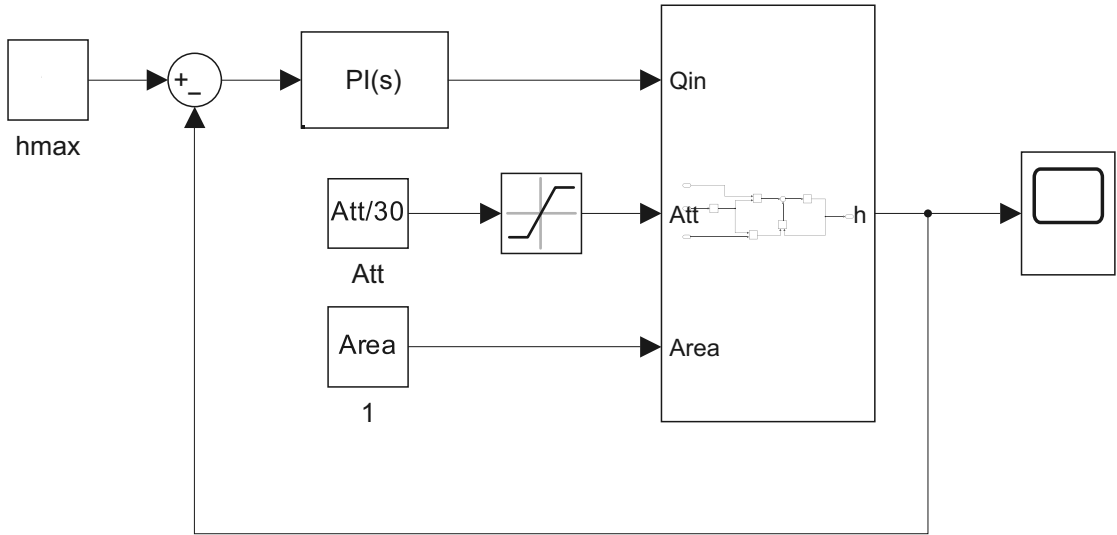 hmax
+
−
PI(s)
Qin
Att/30
Att
Att
h
Area
1
Area